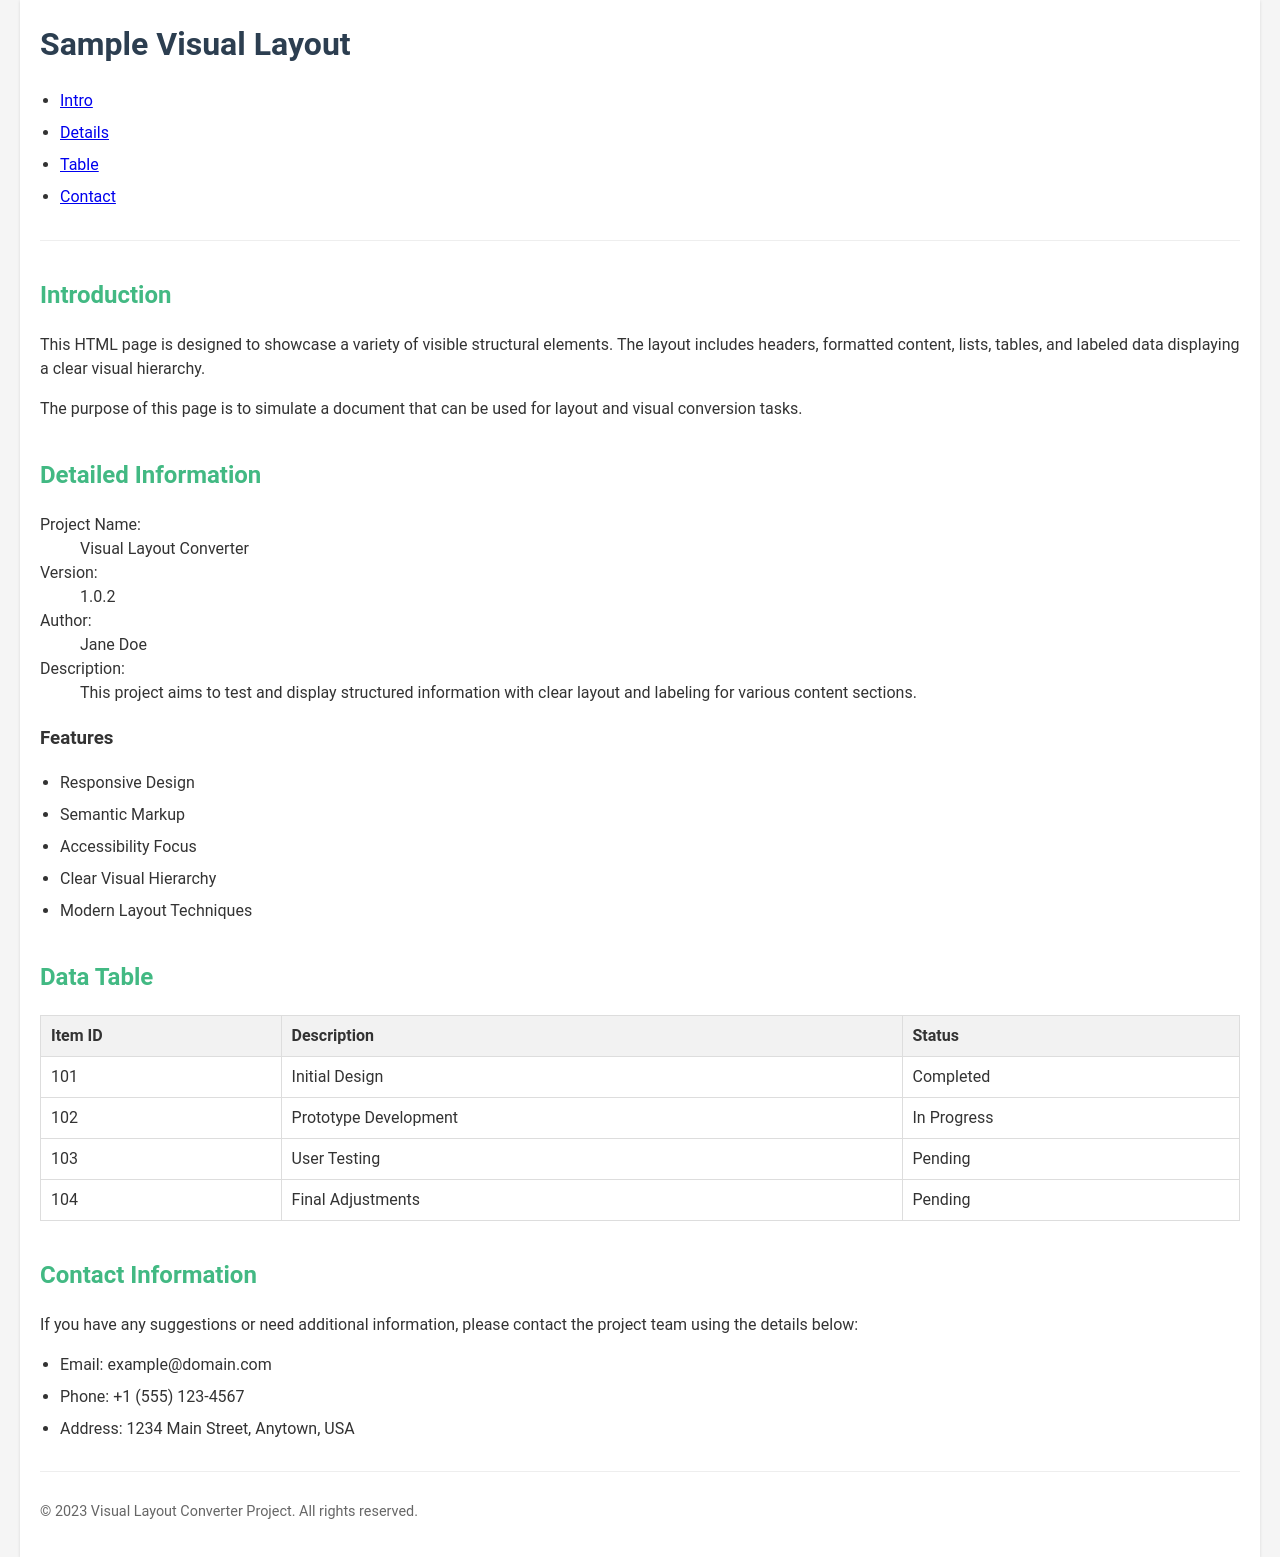 Sample Visual Layout
Intro
Details
Table
Contact
Introduction
This HTML page is designed to showcase a variety of visible structural elements. The layout includes headers, formatted content, lists, tables, and labeled data displaying
a clear visual hierarchy.
The purpose of this page is to simulate a document that can be used for layout and visual conversion tasks.
Detailed Information
Project Name:
Visual Layout Converter
Version:
1.0.2
Author:
Jane Doe
Description:
This project aims to test and display structured information with clear layout and labeling for various content sections.
Features
Responsive Design
Semantic Markup
Accessibility Focus
Clear Visual Hierarchy
Modern Layout Techniques
Data Table
Item ID Description Status
101 Initial Design Completed
102 Prototype Development In Progress
103 User Testing Pending
104 Final Adjustments Pending
Contact Information
If you have any suggestions or need additional information, please contact the project team using the details below:
Email: example@domain.com
Phone: +1 (555) 123-4567
Address: 1234 Main Street, Anytown, USA
© 2023 Visual Layout Converter Project. All rights reserved.